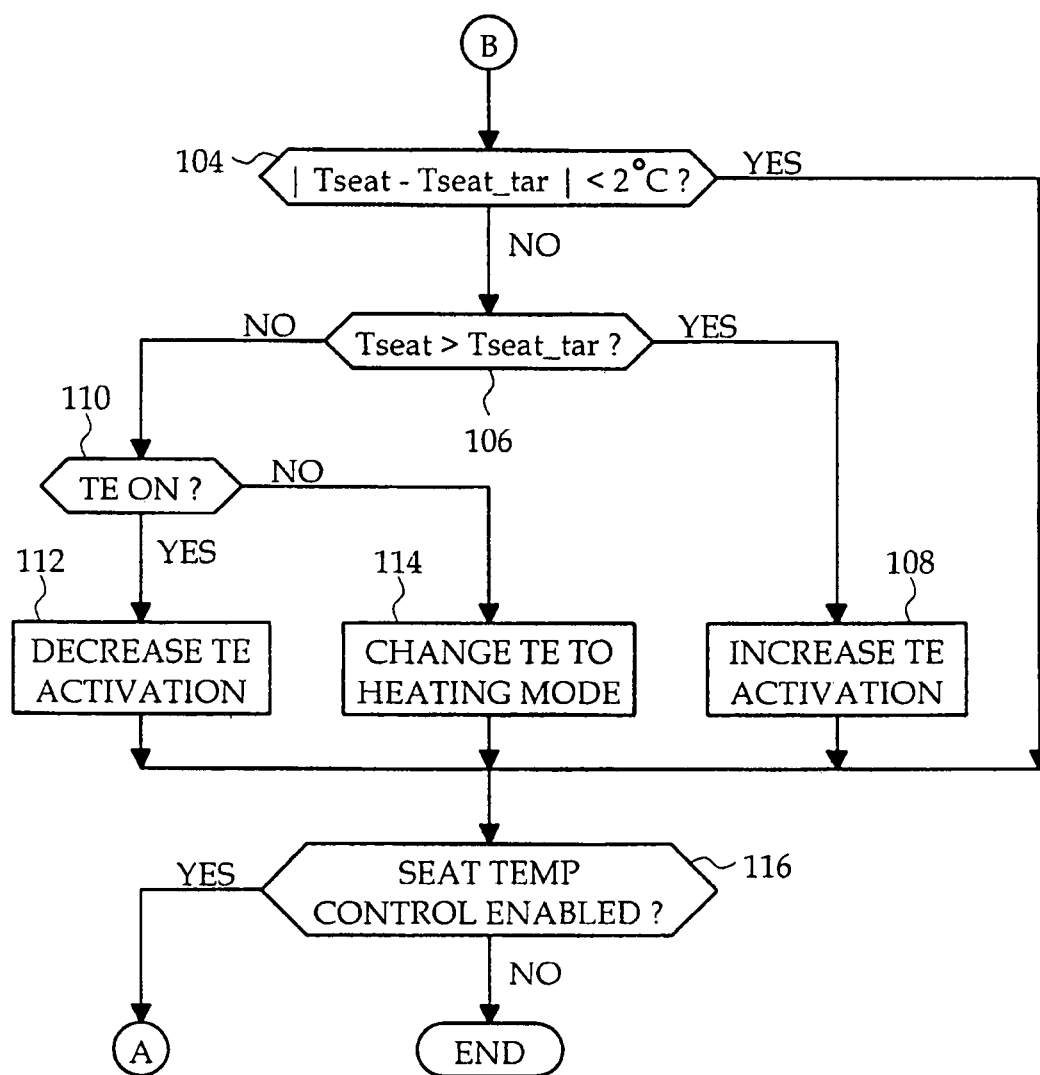 B
104
| Tseat - Tseat_tar | < 2°C ?
YES
NO
NO
Tseat > Tseat_tar ?
YES
106
110
TE ON ?
NO
YES
112
DECREASE TE
ACTIVATION
114
CHANGE TE TO
HEATING MODE
108
INCREASE TE
ACTIVATION
YES
SEAT TEMP
CONTROL ENABLED ?
116
NO
A
END